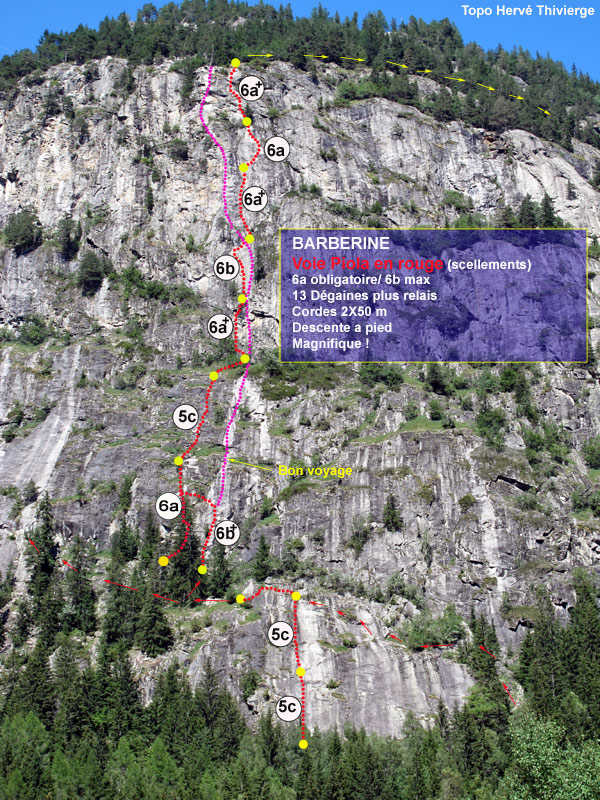 Topo Hervé Thivierge
6a+
6a
6a+
6b
6a+
BARBERINE
Voie Piola en rouge (scellements)
6a obligatoire/ 6b max
13 Dégaines plus relais
Cordes 2X50 m
Descente a pied
Magnifique !
5c
Bon voyage
6a
6b+
5c
5c